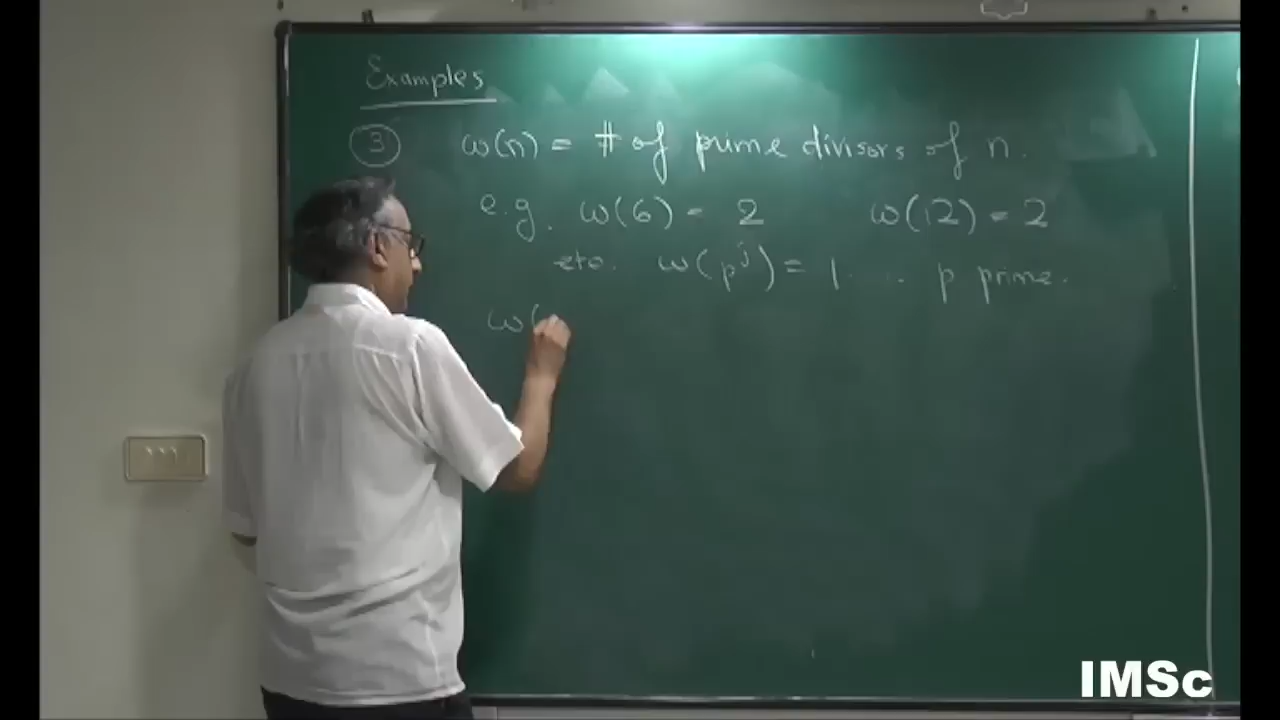 Examples
③ ω(n) = # of prime divisors of n.
e.g. ω(6) = 2 ω(12) = 2
etc. ω(p^j) = 1 .. p prime.
ω(
IMSc